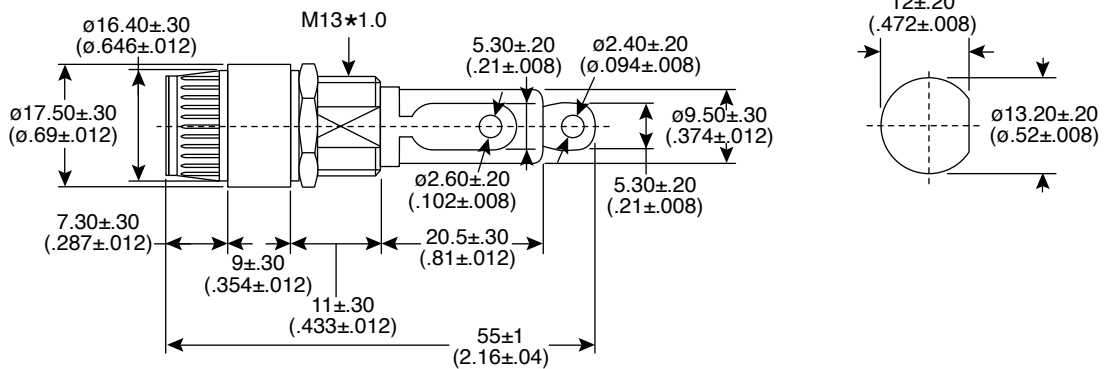 ø16.40±.30
(ø.646±.012)
M13*1.0
5.30±.20
(.21±.008)
ø2.40±.20
(ø.094±.008)
12±.20
(.472±.008)
ø17.50±.30
(ø.69±.012)
ø9.50±.30
(.374±.012)
ø13.20±.20
(ø.52±.008)
ø2.60±.20
(.102±.008)
5.30±.20
(.21±.008)
7.30±.30
(.287±.012)
9±.30
(.354±.012)
20.5±.30
(.81±.012)
11±.30
(.433±.012)
55±1
(2.16±.04)